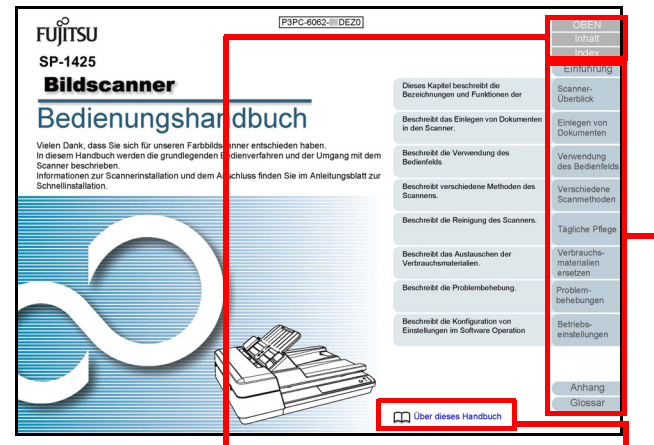 FUJITSU
P3PC-6062- DEZ0
SP-1425
Bildscanner
Bedienungshandbuch
Vielen Dank, dass Sie sich für unseren Farbbildscanner entschieden haben.
In diesem Handbuch werden die grundlegenden Bedienverfahren und der Umgang mit dem
Scanner beschrieben.
Informationen zur Scannerinstallation und dem Anschluss finden Sie im Anleitungsblatt zur
Schnellinstallation.
Dieses Kapitel beschreibt die
Bezeichnungen und Funktionen der
Beschreibt das Einlegen von Dokumenten
in den Scanner.
Beschreibt die Verwendung des
Bedienfelds
Beschreibt verschiedene Methoden des
Scannens.
Beschreibt die Reinigung des Scanners.
Beschreibt das Austauschen der
Verbrauchsmaterialien.
Beschreibt die Problembehebung.
Beschreibt die Konfiguration von
Einstellungen im Software Operation
OBEN
Inhalt
Index
Einführung
Scanner-
Überblick
Einlegen von
Dokumenten
Verwendung
des Bedienfelds
Verschiedene
Scanmethoden
Tägliche Pflege
Verbrauchs-
materialien
ersetzen
Problem-
behebungen
Betriebs-
einstellungen
Anhang
Glossar
Über dieses Handbuch